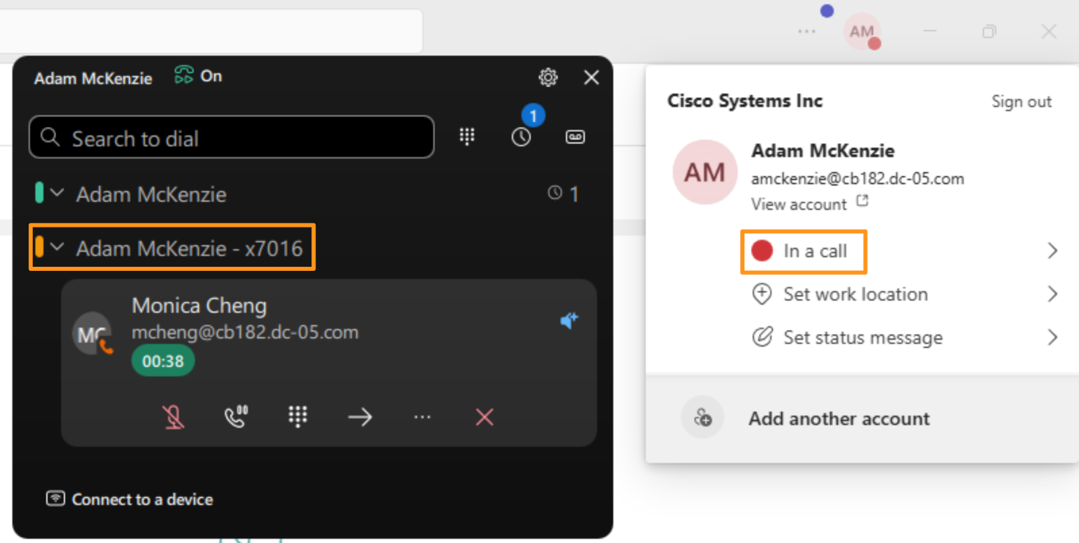 AM
Adam McKenzie On
Search to dial
1
Adam McKenzie
1
Adam McKenzie - x7016
Monica Cheng
MC
mcheng@cb182.dc-05.com
00:38
Connect to a device
Cisco Systems Inc
Sign out
AM
Adam McKenzie
amckenzie@cb182.dc-05.com
View account
In a call
Set work location
Set status message
Add another account